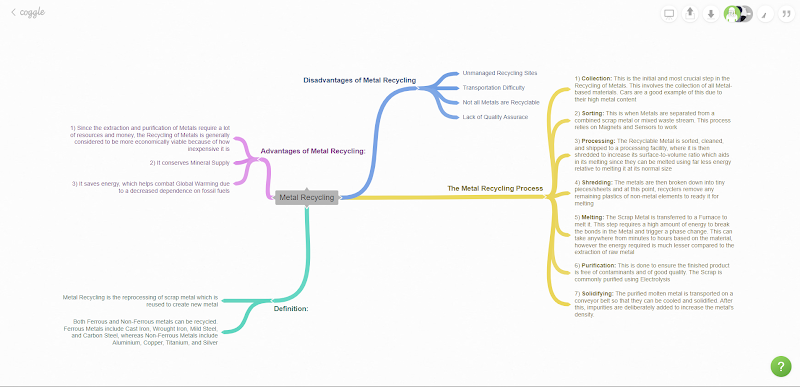 coggle
Disadvantages of Metal Recycling
Unmanaged Recycling Sites
Transportation Difficulty
Not all Metals are Recyclable
Lack of Quality Assurace
Advantages of Metal Recycling:
1) Since the extraction and purification of Metals require a lot
of resources and money, the Recycling of Metals is generally
considered to be more economically viable because of how
inexpensive it is
2) It conserves Mineral Supply
3) It saves energy, which helps combat Global Warming due
to a decreased dependence on fossil fuels
Metal Recycling
The Metal Recycling Process
1) Collection: This is the initial and most crucial step in the
Recycling of Metals. This involves the collection of all Metal-
based materials. Cars are a good example of this due to
their high metal content
2) Sorting: This is when Metals are separated from a
combined scrap metal or mixed waste stream. This process
relies on Magnets and Sensors to work
3) Processing: The Recyclable Metal is sorted, cleaned,
and shipped to a processing facility, where it is then
shredded to increase its surface-to-volume ratio which aids
in its melting since they can be melted using far less energy
relative to melting it at its normal size
4) Shredding: The metals are then broken down into tiny
pieces/sheets and at this point, recyclers remove any
remaining plastics of non-metal elements to ready it for
melting
5) Melting: The Scrap Metal is transferred to a Furnace to
melt it. This step requires a high amount of energy to break
the bonds in the Metal and trigger a phase change. This can
take anywhere from minutes to hours based on the material,
however the energy required is much lesser compared to the
extraction of raw metal
6) Purification: This is done to ensure the finished product
is free of contaminants and of good quality. The Scrap is
commonly purified using Electrolysis
7) Solidifying: The purified molten metal is transported on a
conveyor belt so that they can be cooled and solidified. After
this, impurities are deliberately added to increase the metal's
density.
Definition:
Metal Recycling is the reprocessing of scrap metal which is
reused to create new metal
Both Ferrous and Non-Ferrous metals can be recycled.
Ferrous Metals include Cast Iron, Wrought Iron, Mild Steel,
and Carbon Steel, whereas Non-Ferrous Metals include
Aluminium, Copper, Titanium, and Silver
?